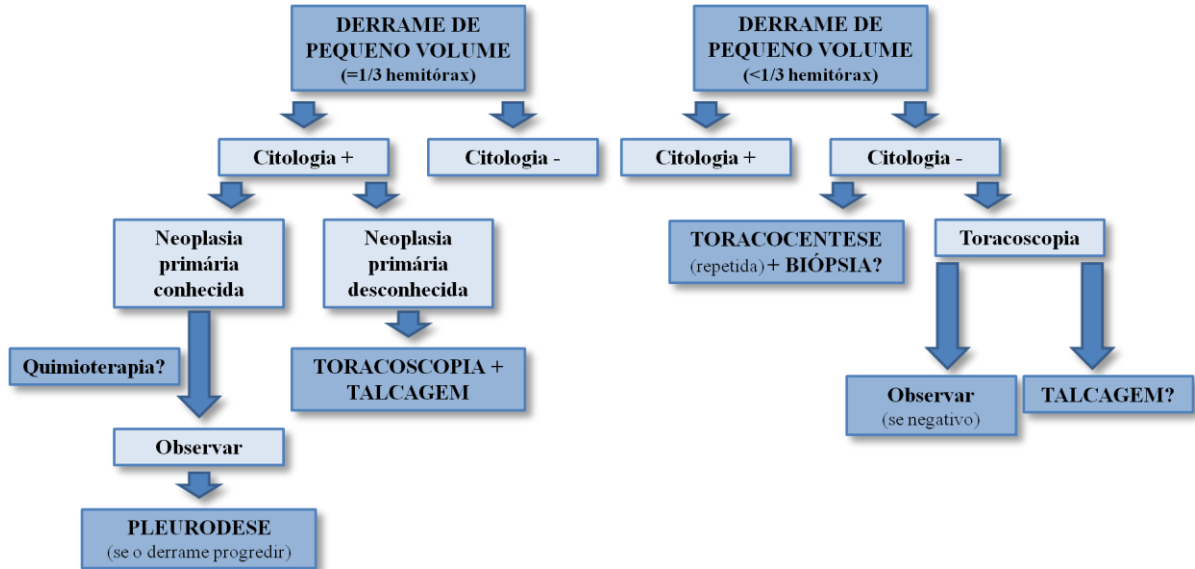 DERRAME DE
PEQUENO VOLUME
(=1/3 hemitórax)
DERRAME DE
PEQUENO VOLUME
(<1/3 hemitórax)
Citologia +
Citologia -
Citologia +
Citologia -
Neoplasia
primária
conhecida
Neoplasia
primária
desconhecida
TORACOCENTESE
(repetida) + BIÓPSIA?
Toracoscopia
Quimioterapia?
TORACOSCOPIA +
TALCAGEM
Observar
(se negativo)
TALCAGEM?
Observar
PLEURODESE
(se o derrame progredir)